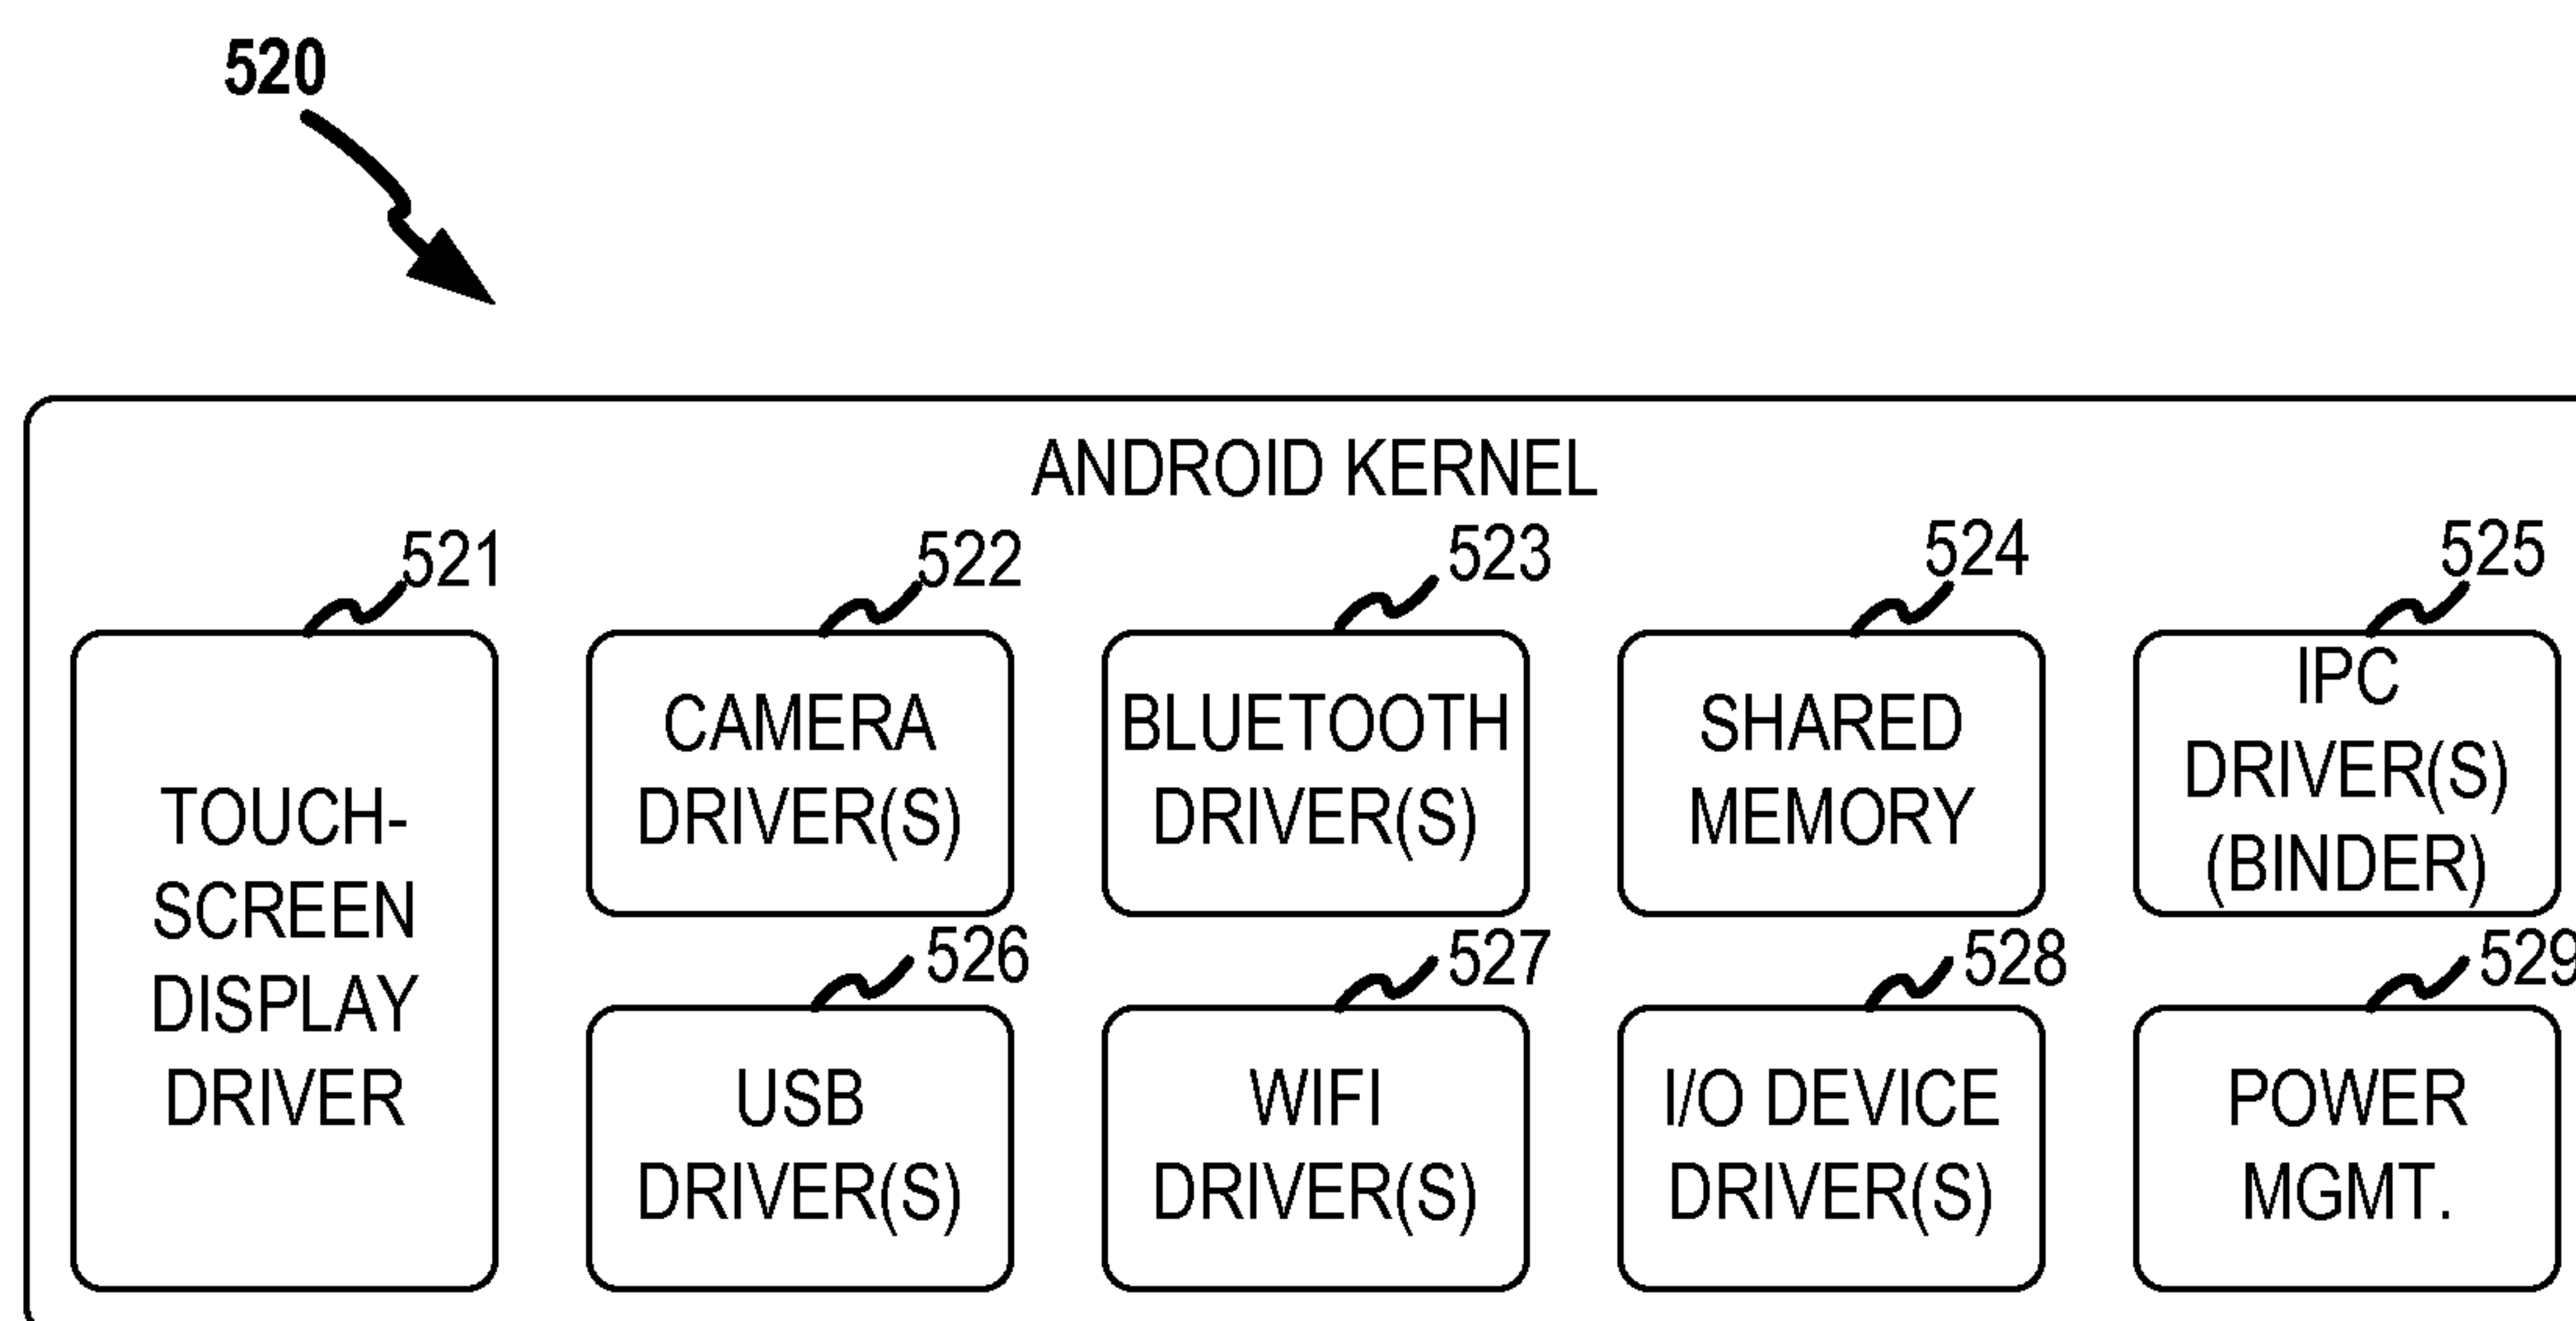 520
ANDROID KERNEL
521
522
523
524
525
TOUCH-
SCREEN
DISPLAY
DRIVER
CAMERA
DRIVER(S)
BLUETOOTH
DRIVER(S)
SHARED
MEMORY
IPC
DRIVER(S)
(BINDER)
526
527
528
529
USB
DRIVER(S)
WIFI
DRIVER(S)
I/O DEVICE
DRIVER(S)
POWER
MGMT.